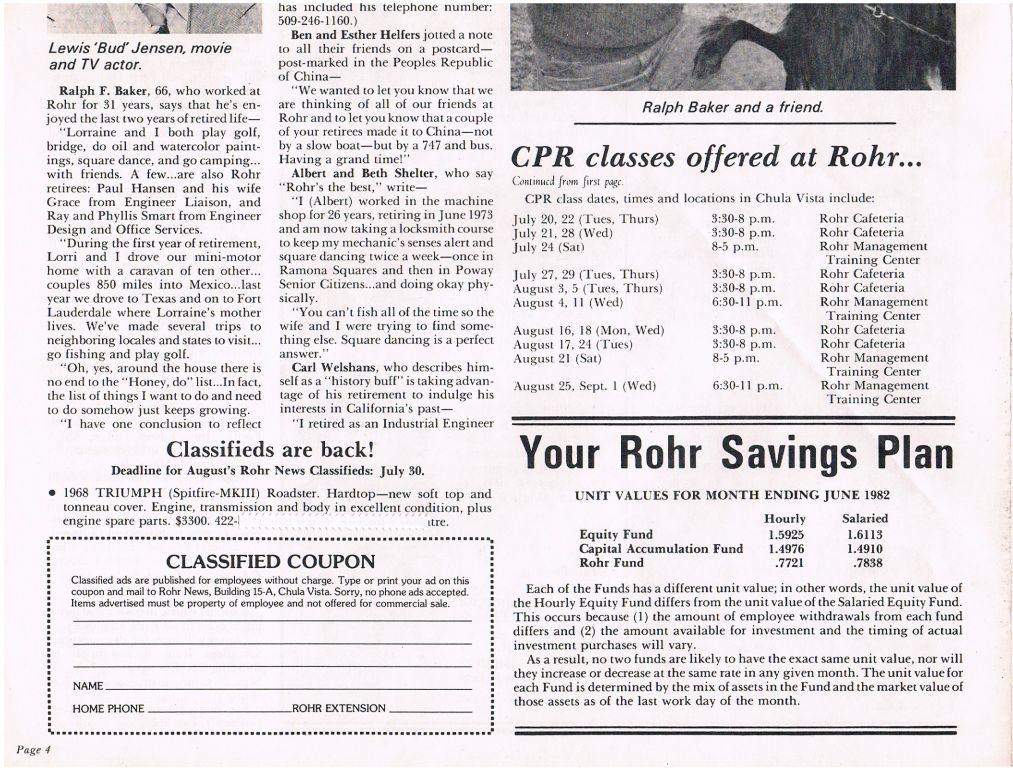 Lewis 'Bud' Jensen, movie
and TV actor.
Ralph F. Baker, 66, who worked at
Rohr for 31 years, says that he's en-
joyed the last two years of retired life—
"Lorraine and I both play golf,
bridge, do oil and watercolor paint-
ings, square dance, and go camping...
with friends. A few...are also Rohr
retirees: Paul Hansen and his wife
Grace from Engineer Liaison, and
Ray and Phyllis Smart from Engineer
Design and Office Services.
"During the first year of retirement,
Lorri and I drove our mini-motor
home with a caravan of ten other...
couples 850 miles into Mexico...last
year we drove to Texas and on to Fort
Lauderdale where Lorraine's mother
lives. We've made several trips to
neighboring locales and states to visit...
go fishing and play golf.
"Oh, yes, around the house there is
no end to the "Honey, do" list...In fact,
the list of things I want to do and need
to do somehow just keeps growing.
"I have one conclusion to reflect
has included his telephone number:
509-246-1160.)
Ben and Esther Helfers jotted a note
to all their friends on a postcard—
post-marked in the Peoples Republic
of China—
"We wanted to let you know that we
are thinking of all of our friends at
Rohr and to let you know that a couple
of your retirees made it to China—not
by a slow boat—but by a 747 and bus.
Having a grand time!"
Albert and Beth Shelter, who say
"Rohr's the best," write—
"I (Albert) worked in the machine
shop for 26 years, retiring in June 1973
and am now taking a locksmith course
to keep my mechanic's senses alert and
square dancing twice a week—once in
Ramona Squares and then in Poway
Senior Citizens...and doing okay phy-
sically.
"You can't fish all of the time so the
wife and I were trying to find some-
thing else. Square dancing is a perfect
answer."
Carl Welshans, who describes him-
self as a "history buff" is taking advan-
tage of his retirement to indulge his
interests in California's past—
"I retired as an Industrial Engineer
Classifieds are back!
Deadline for August's Rohr News Classifieds: July 30.
• 1968 TRIUMPH (Spitfire-MKIII) Roadster. Hardtop—new soft top and
tonneau cover. Engine, transmission and body in excellent condition, plus
engine spare parts. $3300. 422-
CLASSIFIED COUPON
Classified ads are published for employees without charge. Type or print your ad on this
coupon and mail to Rohr News, Building 15-A, Chula Vista. Sorry, no phone ads accepted.
Items advertised must be property of employee and not offered for commercial sale.
NAME
HOME PHONE ROHR EXTENSION
Page 4
Ralph Baker and a friend.
CPR classes offered at Rohr...
Continued from first page.
CPR class dates, times and locations in Chula Vista include:
July 20, 22 (Tues, Thurs) 3:30-8 p.m. Rohr Cafeteria
July 21, 28 (Wed) 3:30-8 p.m. Rohr Cafeteria
July 24 (Sat) 8-5 p.m. Rohr Management
Training Center
July 27, 29 (Tues, Thurs) 3:30-8 p.m. Rohr Cafeteria
August 3, 5 (Tues, Thurs) 3:30-8 p.m. Rohr Cafeteria
August 4, 11 (Wed) 6:30-11 p.m. Rohr Management
Training Center
August 16, 18 (Mon, Wed) 3:30-8 p.m. Rohr Cafeteria
August 17, 24 (Tues) 3:30-8 p.m. Rohr Cafeteria
August 21 (Sat) 8-5 p.m. Rohr Management
Training Center
August 25, Sept. 1 (Wed) 6:30-11 p.m. Rohr Management
Training Center
Your Rohr Savings Plan
UNIT VALUES FOR MONTH ENDING JUNE 1982
Hourly Salaried
Equity Fund 1.5925 1.6113
Capital Accumulation Fund 1.4976 1.4910
Rohr Fund .7721 .7838
Each of the Funds has a different unit value; in other words, the unit value of
the Hourly Equity Fund differs from the unit value of the Salaried Equity Fund.
This occurs because (1) the amount of employee withdrawals from each fund
differs and (2) the amount available for investment and the timing of actual
investment purchases will vary.
As a result, no two funds are likely to have the exact same unit value, nor will
they increase or decrease at the same rate in any given month. The unit value for
each Fund is determined by the mix of assets in the Fund and the market value of
those assets as of the last work day of the month.